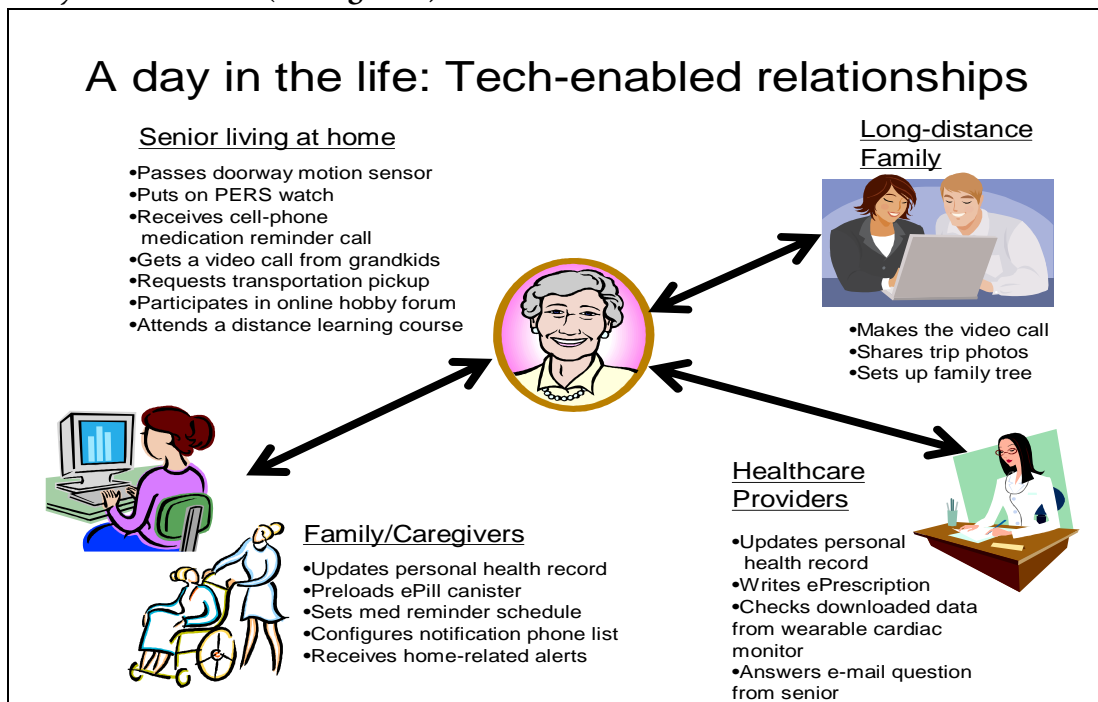 A day in the life: Tech-enabled relationships
Senior living at home
•Passes doorway motion sensor
•Puts on PERS watch
•Receives cell-phone
medication reminder call
•Gets a video call from grandkids
•Requests transportation pickup
•Participates in online hobby forum
•Attends a distance learning course
Long-distance
Family
•Makes the video call
•Shares trip photos
•Sets up family tree
Family/Caregivers
•Updates personal health record
•Preloads ePill canister
•Sets med reminder schedule
•Configures notification phone list
•Receives home-related alerts
Healthcare
Providers
•Updates personal
health record
•Writes ePrescription
•Checks downloaded data
from wearable cardiac
monitor
•Answers e-mail question
from senior